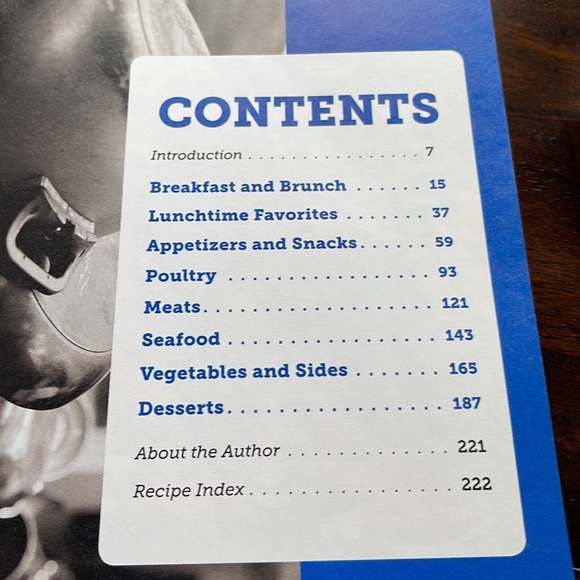 CONTENTS
Introduction . . . . . . . . . . . . . . . . 7
Breakfast and Brunch . . . . . . 15
Lunchtime Favorites . . . . . . . 37
Appetizers and Snacks . . . . . . 59
Poultry . . . . . . . . . . . . . . . . . . 93
Meats . . . . . . . . . . . . . . . . . . . . . 121
Seafood . . . . . . . . . . . . . . . . . . . 143
Vegetables and Sides . . . . . . . 165
Desserts . . . . . . . . . . . . . . . . . . . . 187
About the Author . . . . . . . . . . . . . 221
Recipe Index . . . . . . . . . . . . . . . . . 222